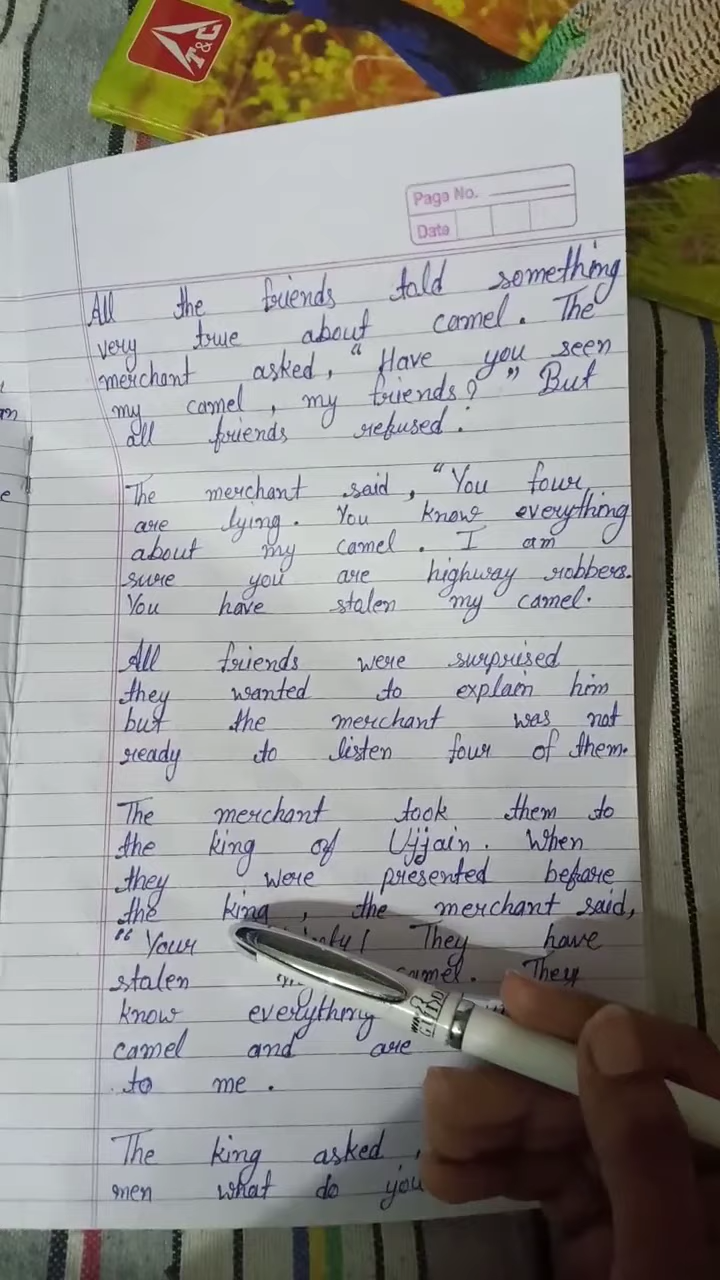 T&C
Page No.
Date
All the friends told something
very true about camel. The
merchant asked, "Have you seen
my camel, my friends?" But
all friends refused.
The merchant said, "You four
are lying. You know everything
about my camel. I am
sure you are highway robbers.
You have stolen my camel.
All friends were surprised
they wanted to explain him
but the merchant was not
ready to listen four of them.
The merchant took them to
the king of Ujjain. When
they were presented before
the king, the merchant said,
"Your They have
stolen camel. They
know everything
camel and are
to me.
The king asked,
men what do you